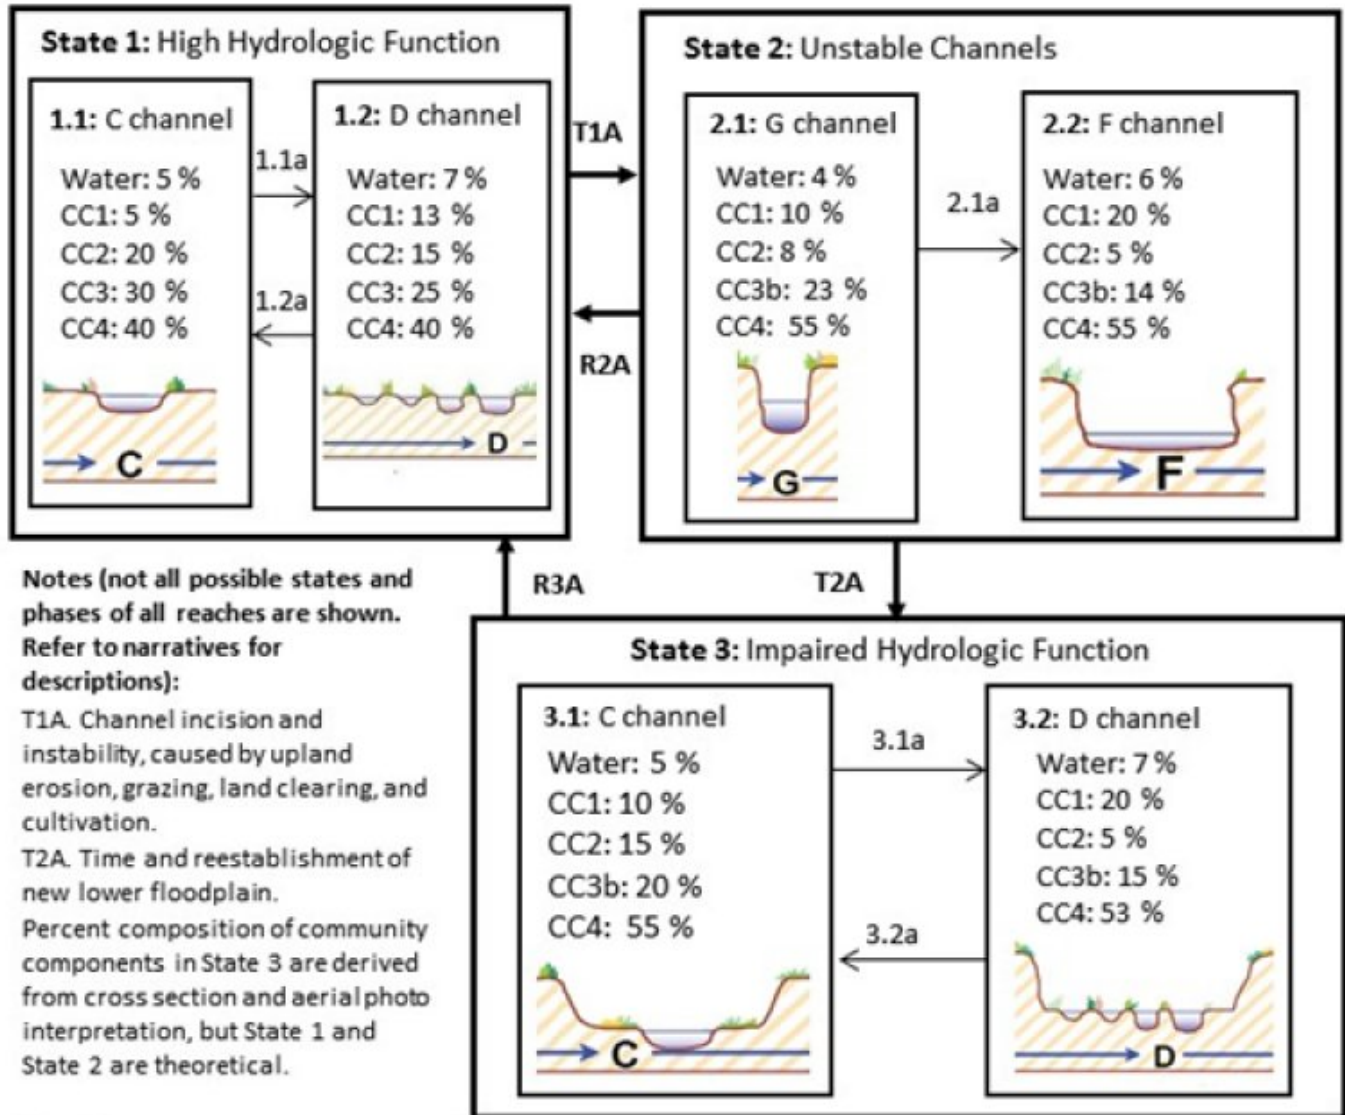 State 1: High Hydrologic Function
1.1: C channel
Water: 5 %
CC1: 5 %
CC2: 20 %
CC3: 30 %
CC4: 40 %
C
1.1a
1.2a
1.2: D channel
Water: 7 %
CC1: 13 %
CC2: 15 %
CC3: 25 %
CC4: 40 %
D
T1A
R2A
State 2: Unstable Channels
2.1: G channel
Water: 4 %
CC1: 10 %
CC2: 8 %
CC3b: 23 %
CC4: 55 %
G
2.1a
2.2: F channel
Water: 6 %
CC1: 20 %
CC2: 5 %
CC3b: 14 %
CC4: 55 %
F
R3A
T2A
Notes (not all possible states and
phases of all reaches are shown.
Refer to narratives for
descriptions):
T1A. Channel incision and
instability, caused by upland
erosion, grazing, land clearing, and
cultivation.
T2A. Time and reestablishment of
new lower floodplain.
Percent composition of community
components in State 3 are derived
from cross section and aerial photo
interpretation, but State 1 and
State 2 are theoretical.
State 3: Impaired Hydrologic Function
3.1: C channel
Water: 5 %
CC1: 10 %
CC2: 15 %
CC3b: 20 %
CC4: 55 %
C
3.1a
3.2a
3.2: D channel
Water: 7 %
CC1: 20 %
CC2: 5 %
CC3b: 15 %
CC4: 53 %
D